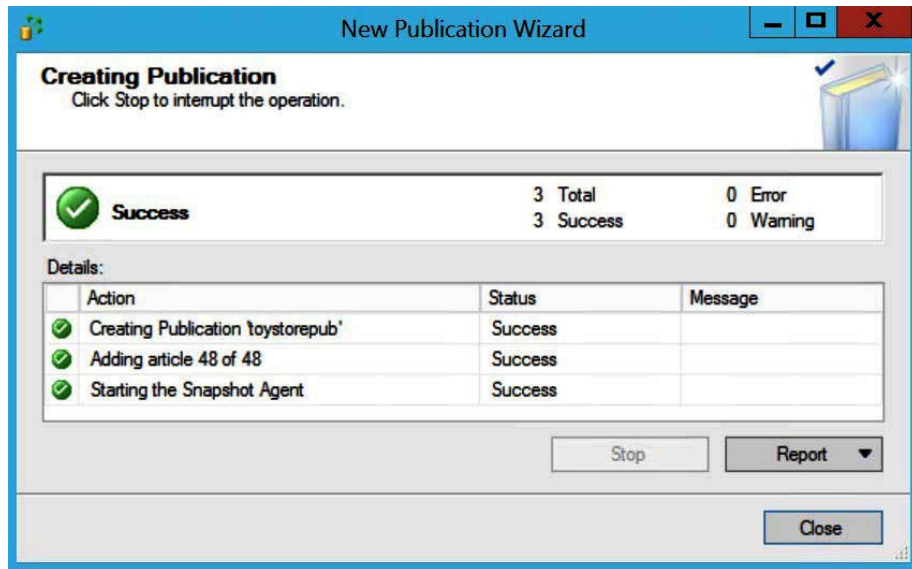 New Publication Wizard
Creating Publication
Click Stop to interrupt the operation.
Success
3 Total
0 Error
3 Success
0 Warning
Details:
Action Status Message
Creating Publication 'toystorepub' Success
Adding article 48 of 48 Success
Starting the Snapshot Agent Success
Stop Report
Close